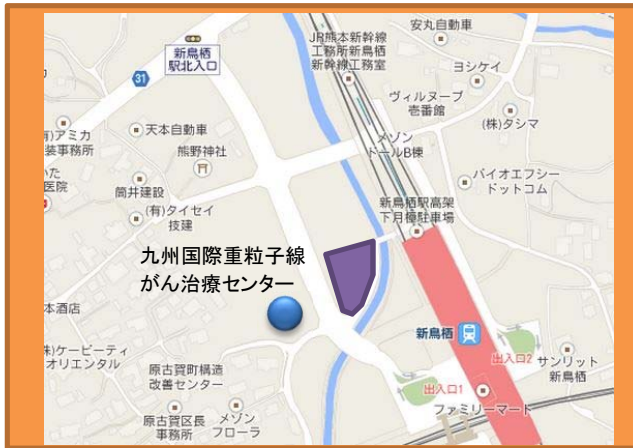 安丸自動車
JR熊本新幹線
工務所新鳥栖
新幹線工務室
新鳥栖
駅北入口
ヨシケイ
31
ヴィルヌーブ
壱番館
(株)タシマ
有)アミカ
装事務所
天本自動車
メゾン
ドールB棟
熊野神社
いた
医院
バイオエフシー
ドットコム
筒井建設
新鳥栖駅高架
下月極駐車場
(有)タイセイ
技建
九州国際重粒子線
がん治療センター
本酒店
新鳥栖
出入口2
株)ケーピーティ
オリエンタル
サンリット
新鳥栖
原古賀町構造
改善センター
出入口1
ファミリーマート
原古賀区長
事務所
メゾン
フローラ